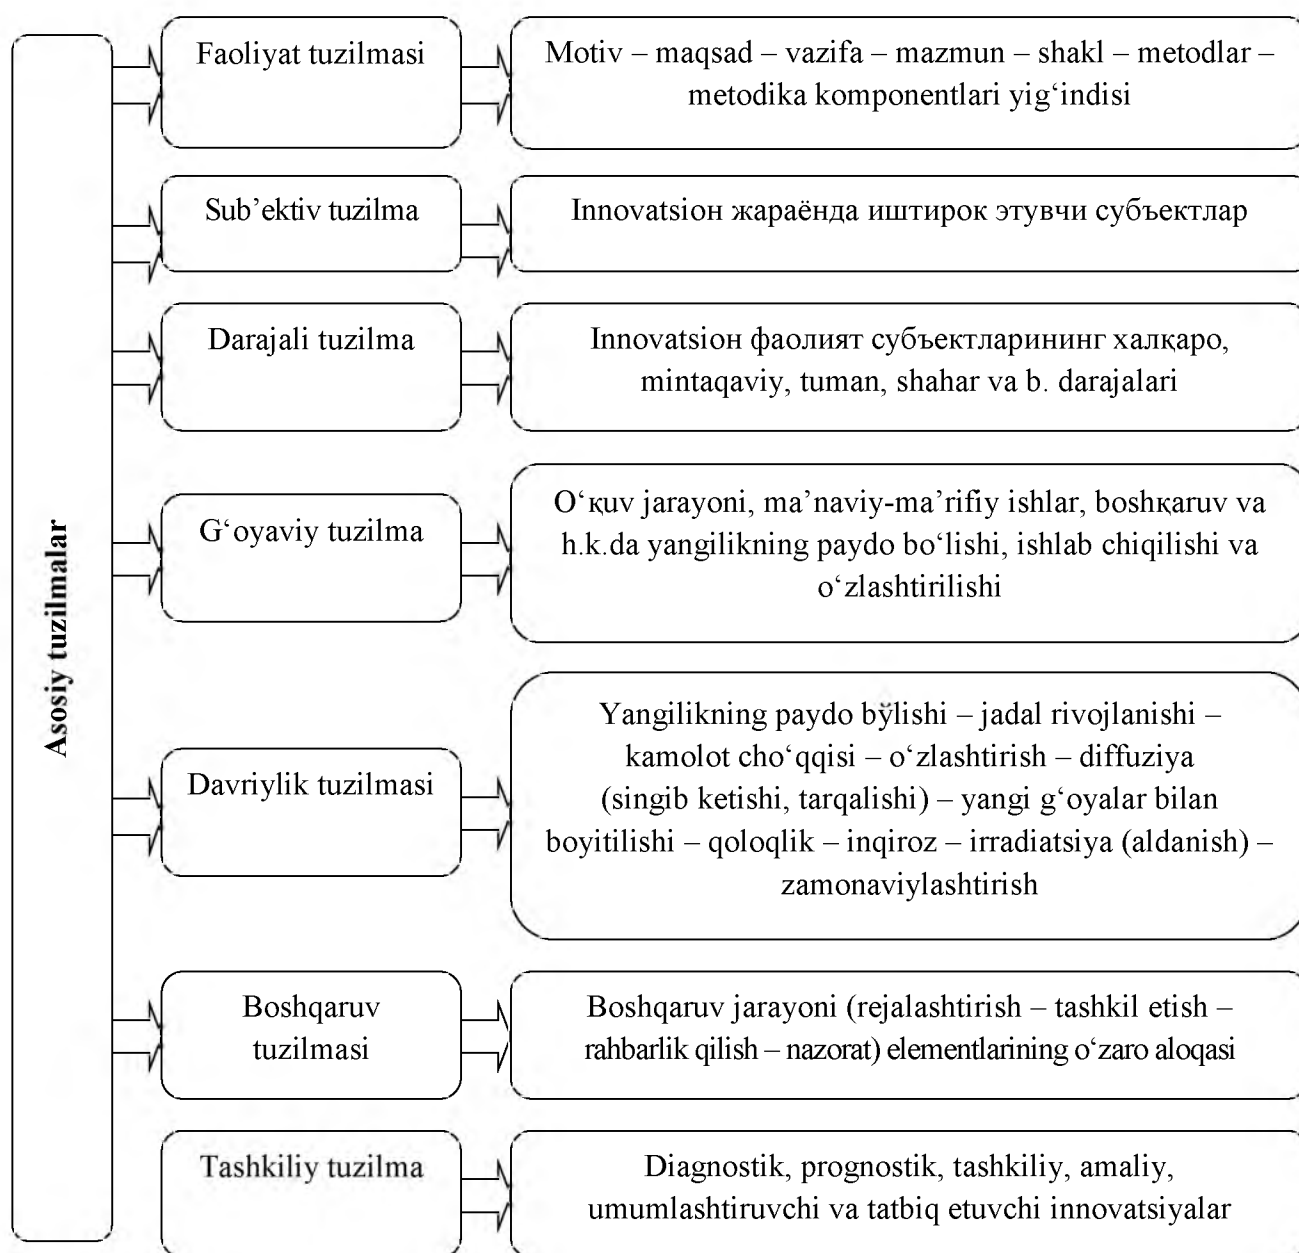 Asosiy tuzilmalar
Faoliyat tuzilmasi
Motiv – maqsad – vazifa – mazmun – shakl – metodlar –
metodika komponentlari yig‘indisi
Sub’ektiv tuzilma
Innovatsion жараёнда иштирок этувчи субъектлар
Darajali tuzilma
Innovatsion фаолият субъектларининг халқаро,
mintaqaviy, tuman, shahar va b. darajalari
G‘oyaviy tuzilma
O‘қuv jarayoni, ma’naviy-ma’rifiy ishlar, boshқaruv va
h.k.da yangilikning paydo bo‘lishi, ishlab chiqilishi va
o‘zlashtirilishi
Davriylik tuzilmasi
Yangilikning paydo bўlishi – jadal rivojlanishi –
kamolot cho‘qqisi – o‘zlashtirish – diffuziya
(singib ketishi, tarqalishi) – yangi g‘oyalar bilan
boyitilishi – qoloqlik – inqiroz – irradiatsiya (aldanish) –
zamonaviylashtirish
Boshqaruv
tuzilmasi
Boshqaruv jarayoni (rejalashtirish – tashkil etish –
rahbarlik qilish – nazorat) elementlarining o‘zaro aloqasi
Tashkiliy tuzilma
Diagnostik, prognostik, tashkiliy, amaliy,
umumlashtiruvchi va tatbiq etuvchi innovatsiyalar